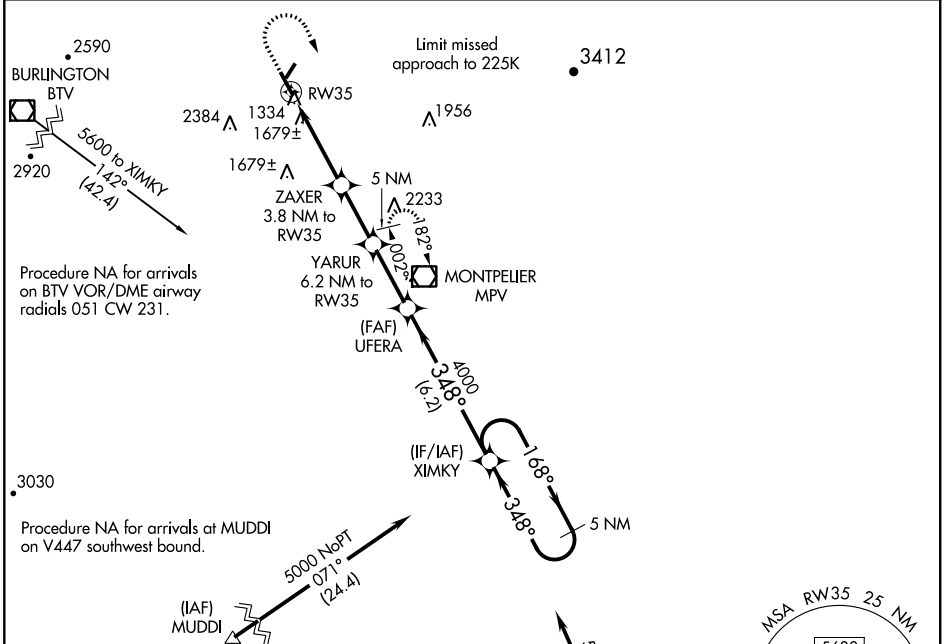 2590
BURLINGTON
BTV
2920
5600 to XIMKY
142°
(42.4)
Limit missed
approach to 225K
3412
RW35
2384
1334
1679±
1956
1679±
ZAXER
3.8 NM to
RW35
5 NM
2233
182°
002°
YARUR
6.2 NM to
RW35
MONTPELIER
MPV
Procedure NA for arrivals
on BTV VOR/DME airway
radials 051 CW 231.
(FAF)
UFERA
4000
348°
(6.2)
(IF/IAF)
XIMKY
168°
348°
5 NM
3030
Procedure NA for arrivals at MUDDI
on V447 southwest bound.
5000 NoPT
071°
(24.4)
(IAF)
MUDDI
MSA RW35 25 NM